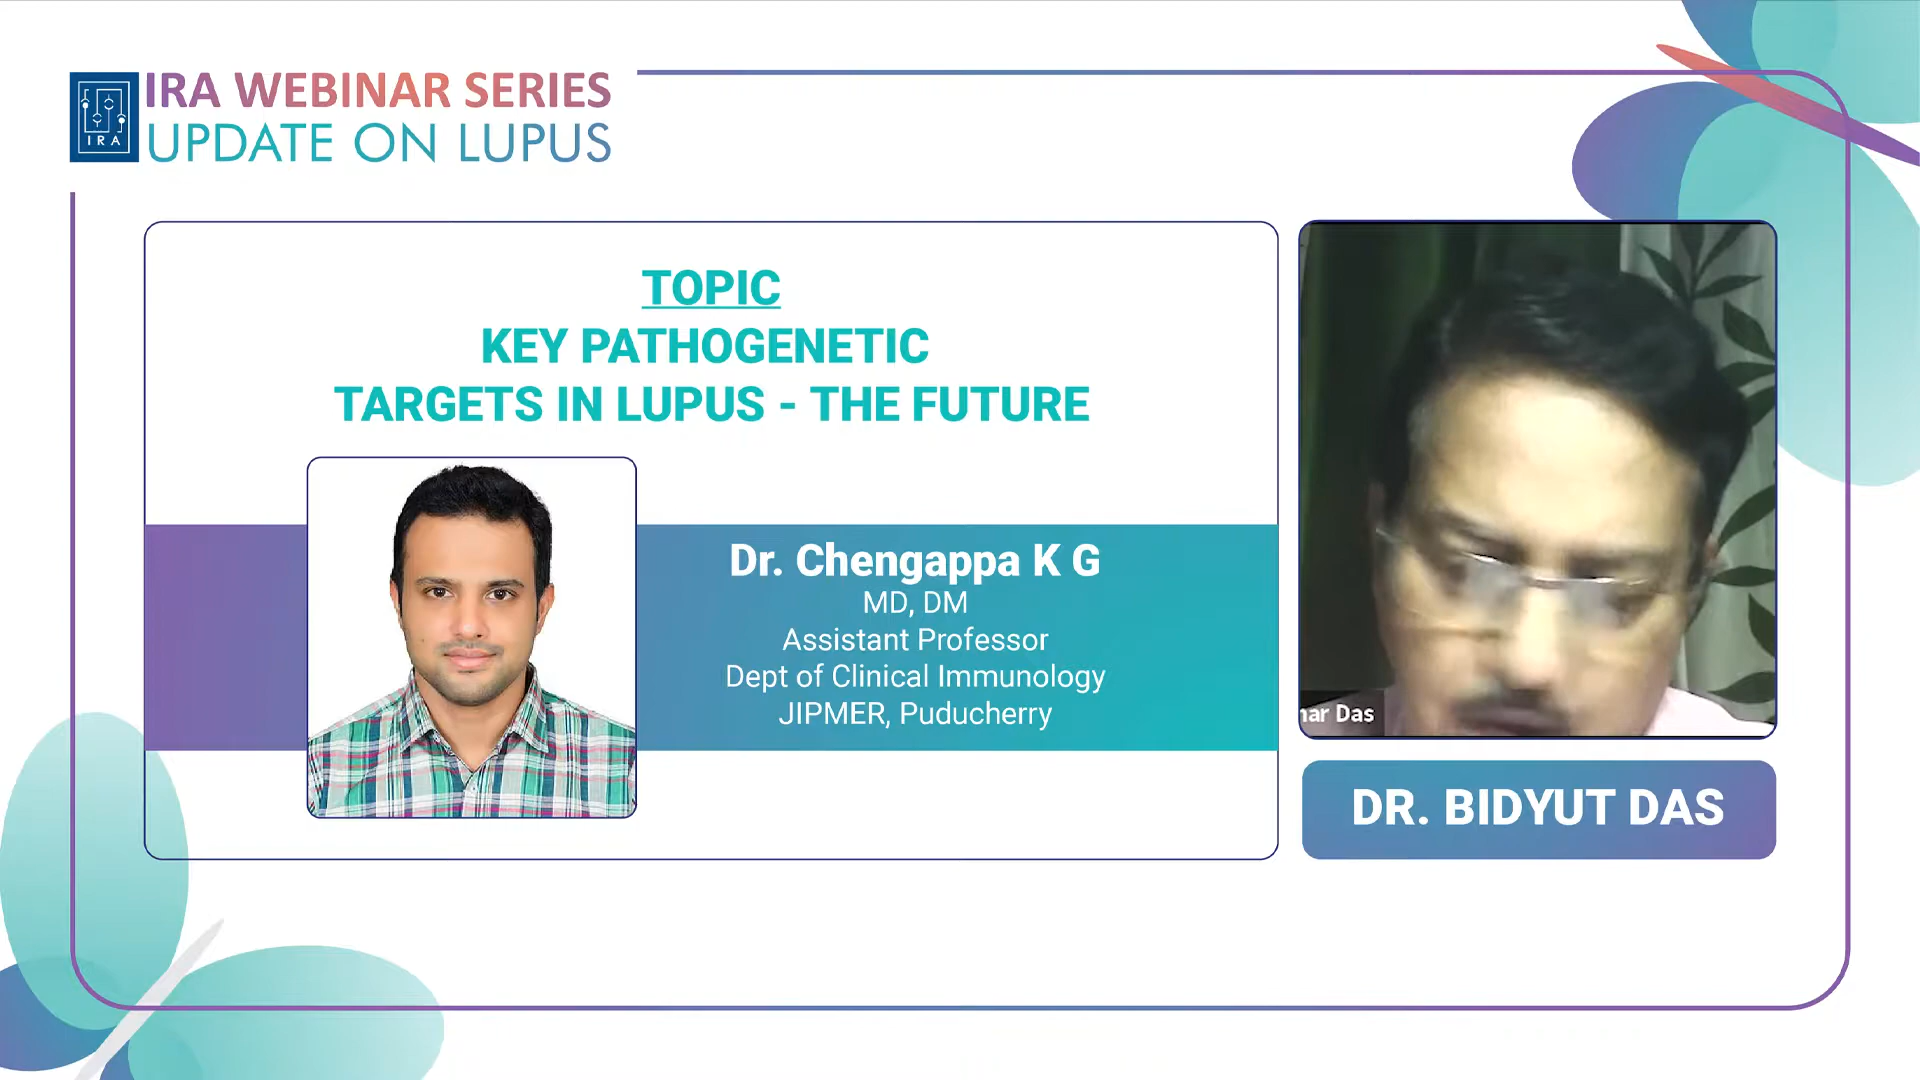 IRA WEBINAR SERIES
UPDATE ON LUPUS
IRA
TOPIC
KEY PATHOGENETIC
TARGETS IN LUPUS - THE FUTURE
Dr. Chengappa K G
MD, DM
Assistant Professor
Dept of Clinical Immunology
JIPMER, Puducherry
Das
DR. BIDYUT DAS